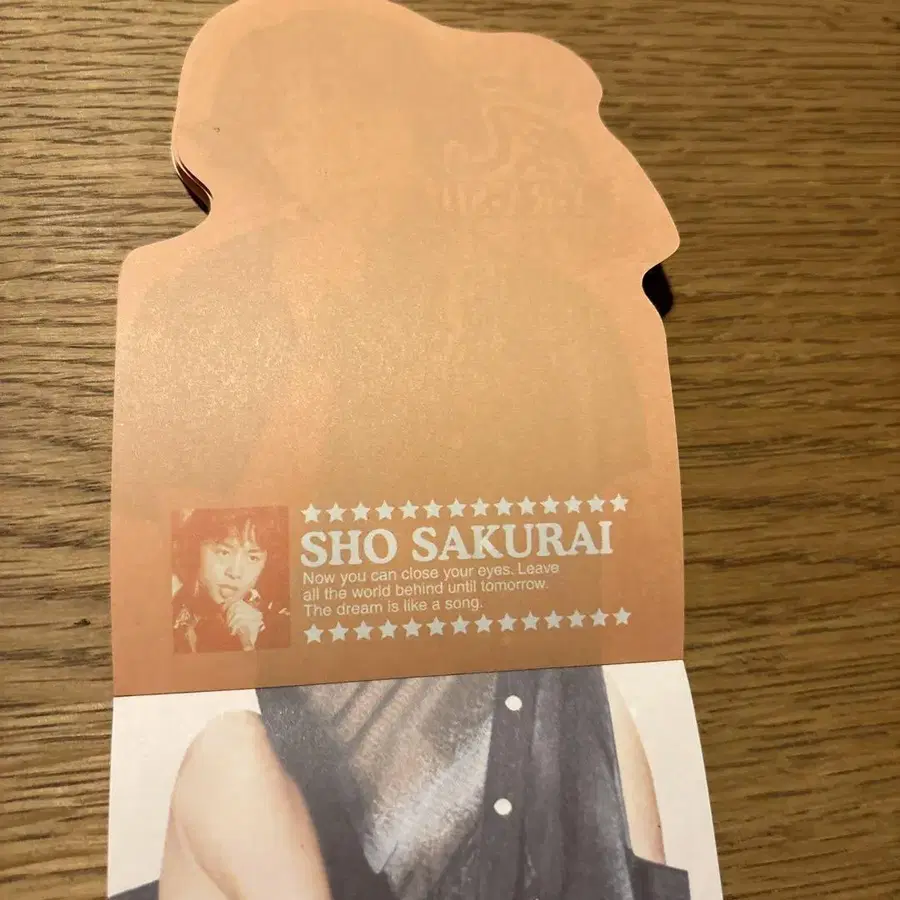 ★★★★★★★★★★★★★★
SHO SAKURAI
Now you can close your eyes. Leave
all the world behind until tomorrow.
The dream is like a song.
★★★★★★★★★★★★★★